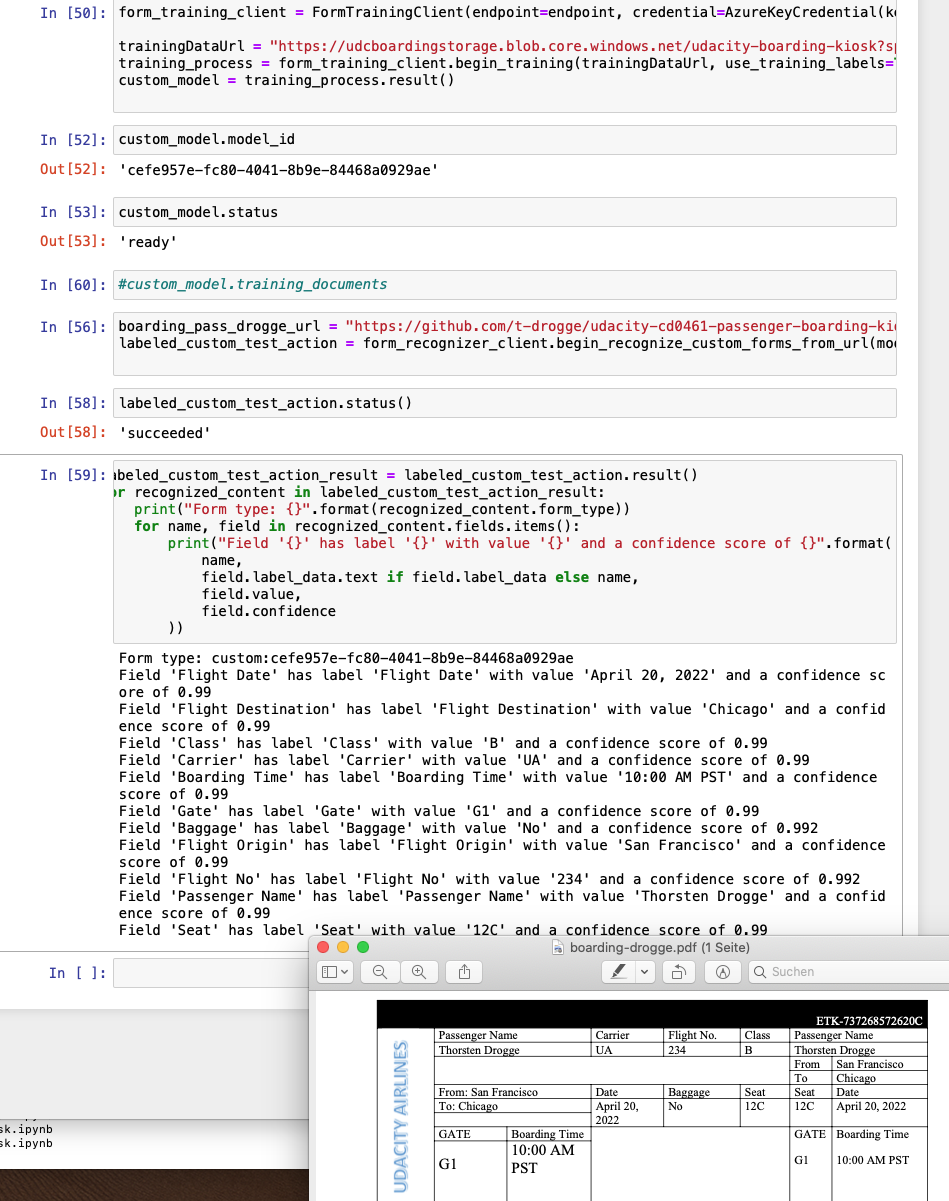 In [50]: form_training_client = FormTrainingClient(endpoint=endpoint, credential=AzureKeyCredential(k
trainingDataUrl = "https://udcboardingstorage.blob.core.windows.net/udacity-boarding-kiosk?s
training_process = form_training_client.begin_training(trainingDataUrl, use_training_labels=
custom_model = training_process.result()
In [52]: custom_model.model_id
Out[52]: 'cefe957e-fc80-4041-8b9e-84468a0929ae'
In [53]: custom_model.status
Out[53]: 'ready'
In [60]: #custom_model.training_documents
In [56]: boarding_pass_drogge_url = "https://github.com/t-drogge/udacity-cd0461-passenger-boarding-ki
labeled_custom_test_action = form_recognizer_client.begin_recognize_custom_forms_from_url(mo
In [58]: labeled_custom_test_action.status()
Out[58]: 'succeeded'
In [59]: abeled_custom_test_action_result = labeled_custom_test_action.result()
or recognized_content in labeled_custom_test_action_result:
print("Form type: {}".format(recognized_content.form_type))
for name, field in recognized_content.fields.items():
print("Field '{}' has label '{}' with value '{}' and a confidence score of {}".format(
name,
field.label_data.text if field.label_data else name,
field.value,
field.confidence
))
Form type: custom:cefe957e-fc80-4041-8b9e-84468a0929ae
Field 'Flight Date' has label 'Flight Date' with value 'April 20, 2022' and a confidence sc
ore of 0.99
Field 'Flight Destination' has label 'Flight Destination' with value 'Chicago' and a confid
ence score of 0.99
Field 'Class' has label 'Class' with value 'B' and a confidence score of 0.99
Field 'Carrier' has label 'Carrier' with value 'UA' and a confidence score of 0.99
Field 'Boarding Time' has label 'Boarding Time' with value '10:00 AM PST' and a confidence
score of 0.99
Field 'Gate' has label 'Gate' with value 'G1' and a confidence score of 0.99
Field 'Baggage' has label 'Baggage' with value 'No' and a confidence score of 0.992
Field 'Flight Origin' has label 'Flight Origin' with value 'San Francisco' and a confidence
score of 0.99
Field 'Flight No' has label 'Flight No' with value '234' and a confidence score of 0.992
Field 'Passenger Name' has label 'Passenger Name' with value 'Thorsten Drogge' and a confid
ence score of 0.99
Field 'Seat' has label 'Seat' with value '12C' and a confidence score of 0.99
In [ ]:
sk.ipynb
sk.ipynb
boarding-drogge.pdf (1 Seite)
Suchen
ETK-737268572620C
UDACITY AIRLINES
Passenger Name Carrier Flight No. Class Passenger Name
Thorsten Drogge UA 234 B Thorsten Drogge
From San Francisco
To Chicago
From: San Francisco Date Baggage Seat Seat Date
To: Chicago April 20, No 12C 12C April 20, 2022
2022
GATE Boarding Time GATE Boarding Time
G1 10:00 AM G1 10:00 AM PST
PST